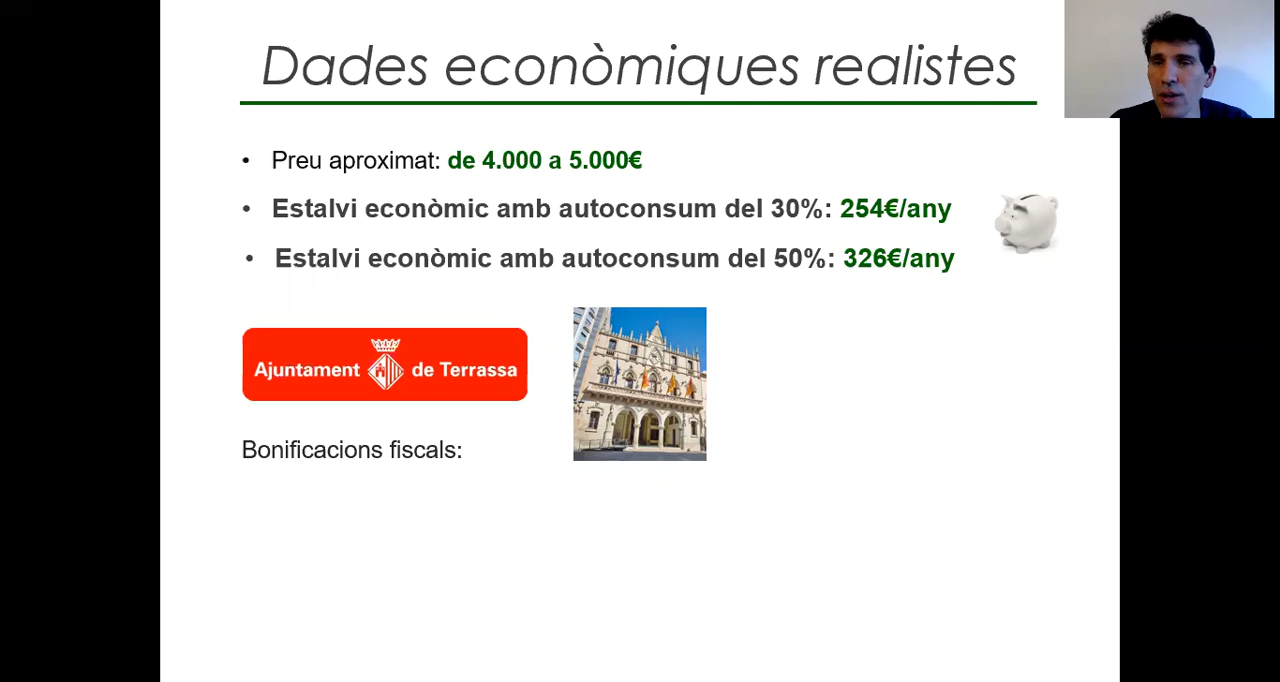 Dades econòmiques realistes
• Preu aproximat: de 4.000 a 5.000€
• Estalvi econòmic amb autoconsum del 30%: 254€/any
• Estalvi econòmic amb autoconsum del 50%: 326€/any
Ajuntament de Terrassa
Bonificacions fiscals: